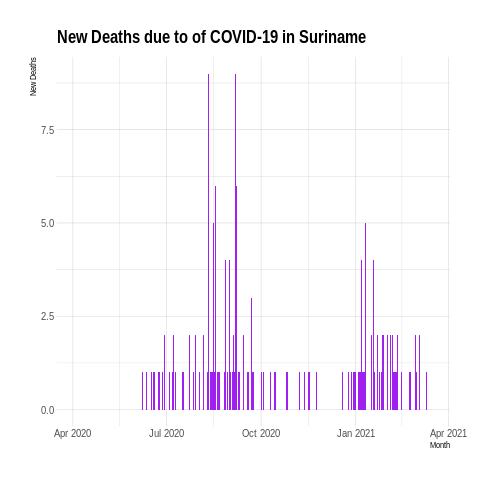 New Deaths due to of COVID-19 in Suriname
New Deaths
7.5
5.0
2.5
0.0
Apr 2020 Jul 2020 Oct 2020 Jan 2021 Apr 2021
Month